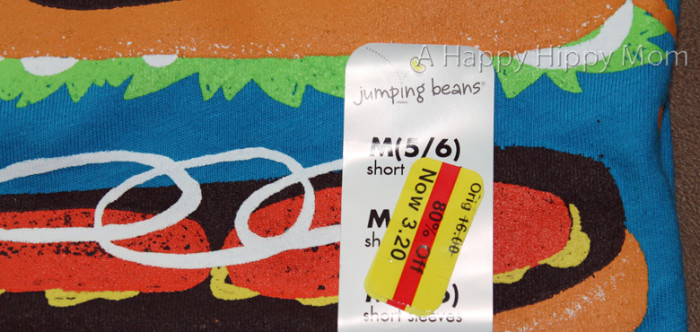 A Happy Hippy Mom
jumping beans®
M(5/6)
short
M
sh
Orig 16.00
80% Off
Now 3.20
)
short sleeves